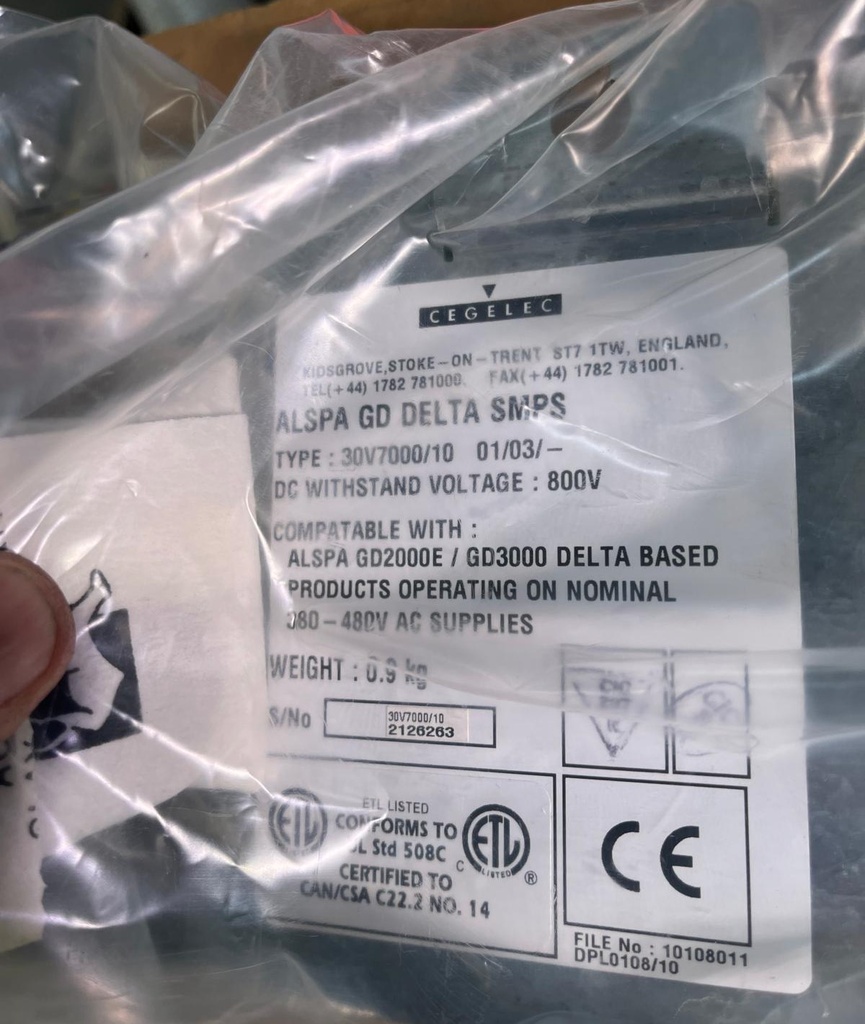 CEGELEC
KIDSGROVE,STOKE-ON-TRENT ST7 1TW, ENGLAND,
TEL(+44) 1782 781000. FAX(+44) 1782 781001.
ALSPA GD DELTA SMPS
TYPE : 30V7000/10 01/03/-
DC WITHSTAND VOLTAGE : 800V
COMPATABLE WITH :
ALSPA GD2000E / GD3000 DELTA BASED
PRODUCTS OPERATING ON NOMINAL
380-480V AC SUPPLIES
WEIGHT : 0.9 kg
S/No
30V7000/10
2126263
ETL
ETL LISTED
CONFORMS TO
UL Std 508C
CERTIFIED TO
CAN/CSA C22.2 NO. 14
C ETL LISTED ®
CE
FILE No : 10108011
DPL0108/10